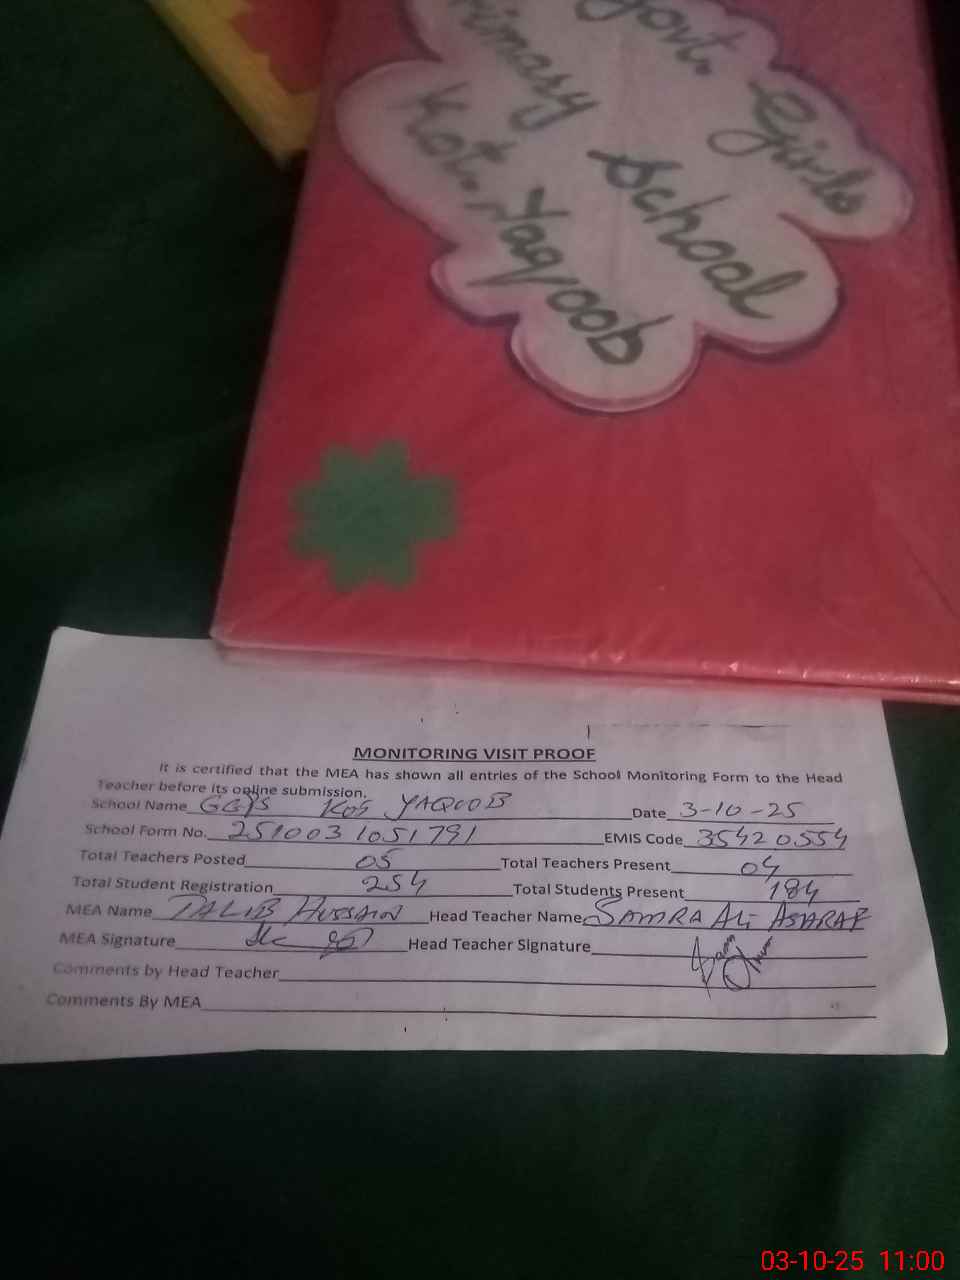 Govt. Girls
Primary School
Kot. Yaqoob
MONITORING VISIT PROOF
It is certified that the MEA has shown all entries of the School Monitoring Form to the Head
Teacher before its online submission.
School Name KOT YAQOOB Date 3-10-25
School Form No. 2510031051791 EMIS Code 35420554
Total Teachers Posted 05 Total Teachers Present 04
Total Student Registration 254 Total Students Present 184
MEA Name TALIB HUSSAIN Head Teacher Name SAMRA ALI ASARAF
MEA Signature Head Teacher Signature
Comments by Head Teacher
Comments By MEA
03-10-25 11:00